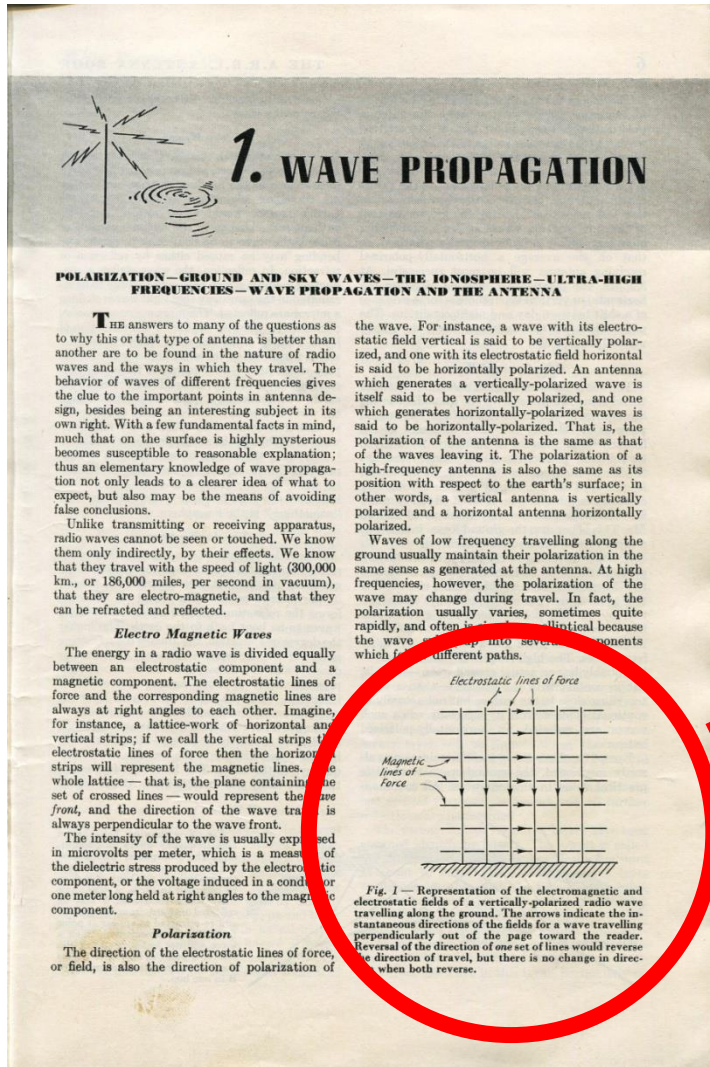 1. WAVE PROPAGATION
POLARIZATION—GROUND AND SKY WAVES—THE IONOSPHERE—ULTRA-HIGH
FREQUENCIES—WAVE PROPAGATION AND THE ANTENNA
THE answers to many of the questions as
to why this or that type of antenna is better than
another are to be found in the nature of radio
waves and the ways in which they travel. The
behavior of waves of different frequencies gives
the clue to the important points in antenna de-
sign, besides being an interesting subject in its
own right. With a few fundamental facts in mind,
much that on the surface is highly mysterious
becomes susceptible to reasonable explanation;
thus an elementary knowledge of wave propaga-
tion not only leads to a clearer idea of what to
expect, but also may be the means of avoiding
false conclusions.
Unlike transmitting or receiving apparatus,
radio waves cannot be seen or touched. We know
them only indirectly, by their effects. We know
that they travel with the speed of light (300,000
km., or 186,000 miles, per second in vacuum),
that they are electro-magnetic, and that they
can be refracted and reflected.
Electro Magnetic Waves
The energy in a radio wave is divided equally
between an electrostatic component and a
magnetic component. The electrostatic lines of
force and the corresponding magnetic lines are
always at right angles to each other. Imagine,
for instance, a lattice-work of horizontal and
vertical strips; if we call the vertical strips
electrostatic lines of force then the
strips will represent the magnetic lines.
whole lattice — that is, the plane containing
set of crossed lines — would represent the
front, and the direction of the wave is
always perpendicular to the wave front.
The intensity of the wave is usually
in microvolts per meter, which is a of
the dielectric stress produced by the
component, or the voltage induced in a
one meter long held at right angles to the
component.
Polarization
The direction of the electrostatic lines of force,
or field, is also the direction of polarization of
the wave. For instance, a wave with its electro-
static field vertical is said to be vertically polar-
ized, and one with its electrostatic field horizontal
is said to be horizontally polarized. An antenna
which generates a vertically-polarized wave is
itself said to be vertically polarized, and one
which generates horizontally-polarized waves is
said to be horizontally-polarized. That is, the
polarization of the antenna is the same as that
of the waves leaving it. The polarization of a
high-frequency antenna is also the same as its
position with respect to the earth's surface; in
other words, a vertical antenna is vertically
polarized and a horizontal antenna horizontally
polarized.
Waves of low frequency travelling along the
ground usually maintain their polarization in the
same sense as generated at the antenna. At high
frequencies, however, the polarization of the
wave may change during travel. In fact, the
polarization usually varies, sometimes quite
rapidly, and often elliptical because
the wave up into several components
which different paths.
Electrostatic lines of Force
Magnetic
lines of
Force
Fig. 1 — Representation of the electromagnetic and
electrostatic fields of a vertically-polarized radio wave
travelling along the ground. The arrows indicate the in-
stantaneous directions of the fields for a wave travelling
perpendicularly out of the page toward the reader.
Reversal of the direction of one set of lines would reverse
the direction of travel, but there is no change in direc-
when both reverse.